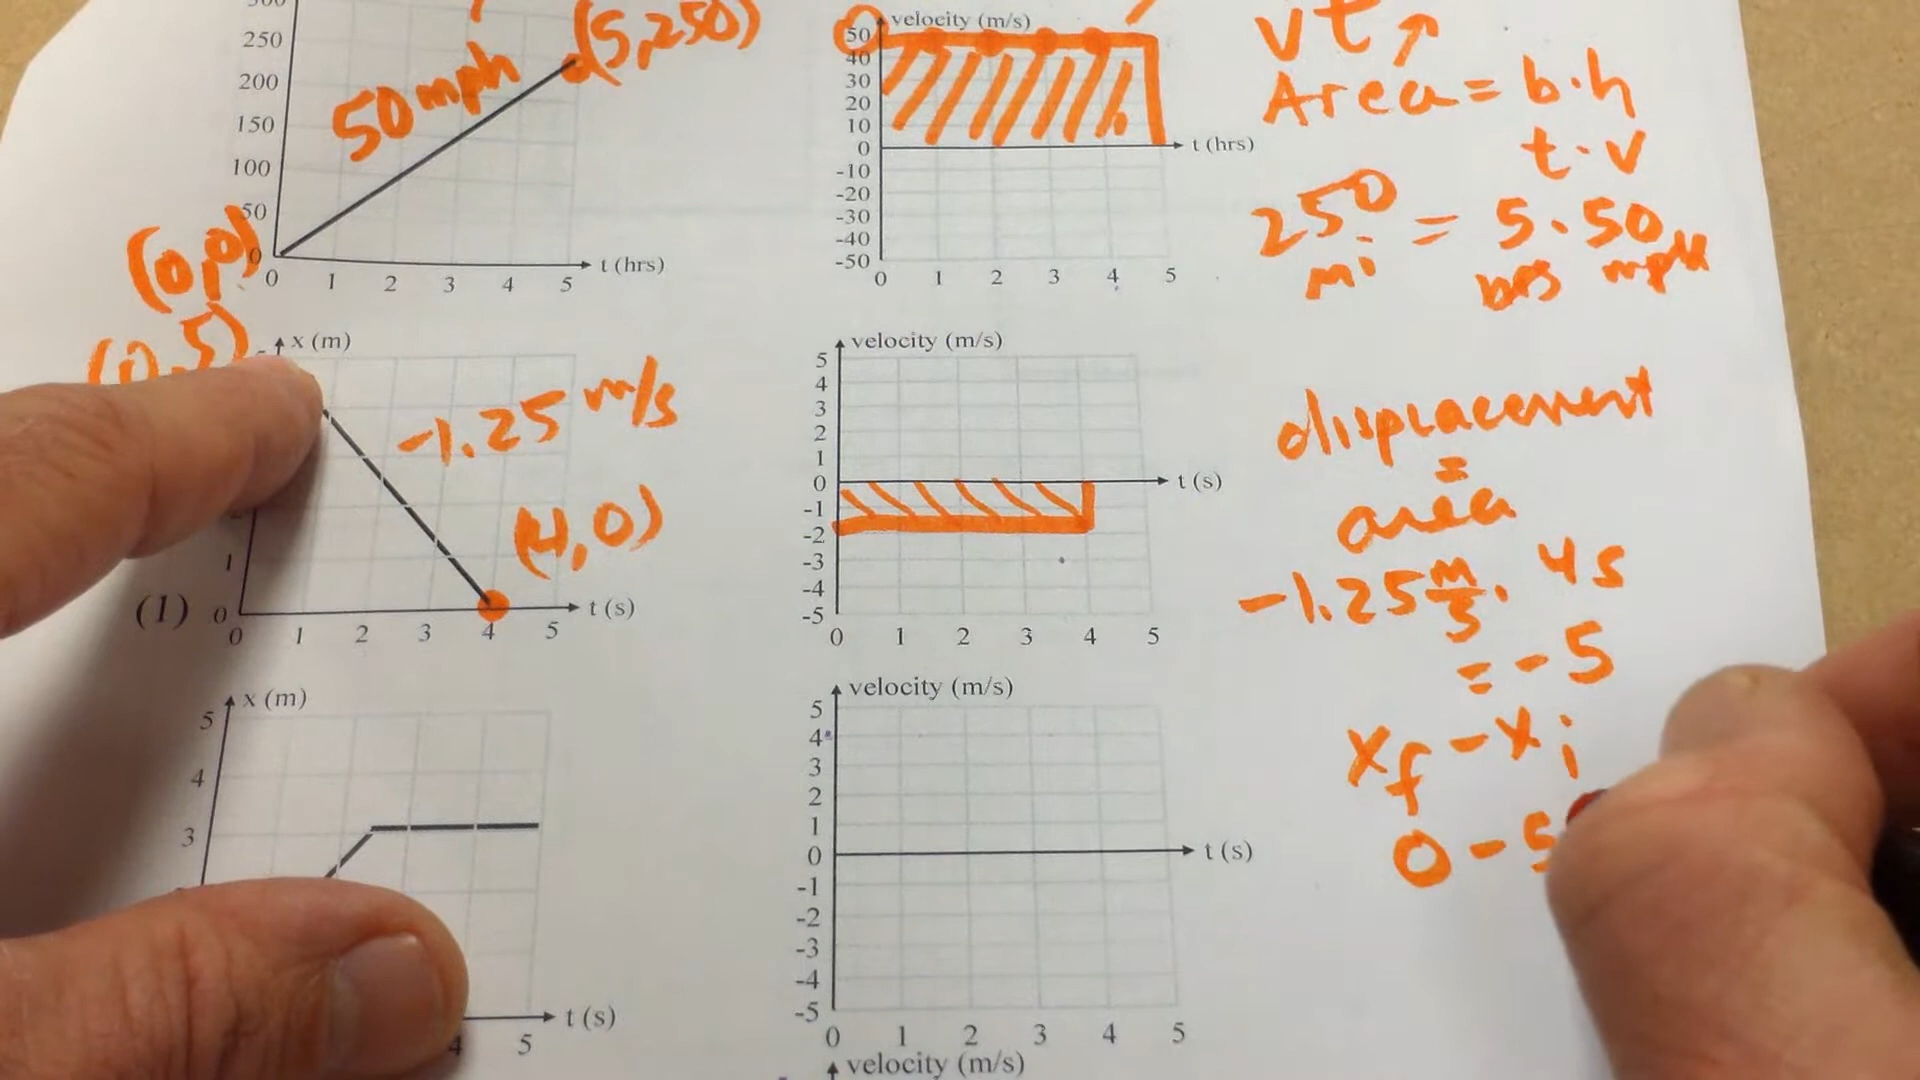 300
250
200
150
100
50
0
0 1 2 3 4 5
t (hrs)
50 mph
(5,250)
(0,0)
velocity (m/s)
50
40
30
20
10
0
-10
-20
-30
-40
-50
0 1 2 3 4 5
t (hrs)
vt
Area = b·h
t·v
250 = 5·50
mi hrs mph
(0,5)
x (m)
-1.25 m/s
(4,0)
1
(1) 0
0 1 2 3 4 5
t (s)
velocity (m/s)
5
4
3
2
1
0
-1
-2
-3
-4
-5
0 1 2 3 4 5
t (s)
displacement
=
area
-1.25 m/s · 4s
= -5
xf - xi
0 - 5
x (m)
5
4
3
4 5
t (s)
velocity (m/s)
5
4
3
2
1
0
-1
-2
-3
-4
-5
0 1 2 3 4 5
t (s)
velocity (m/s)